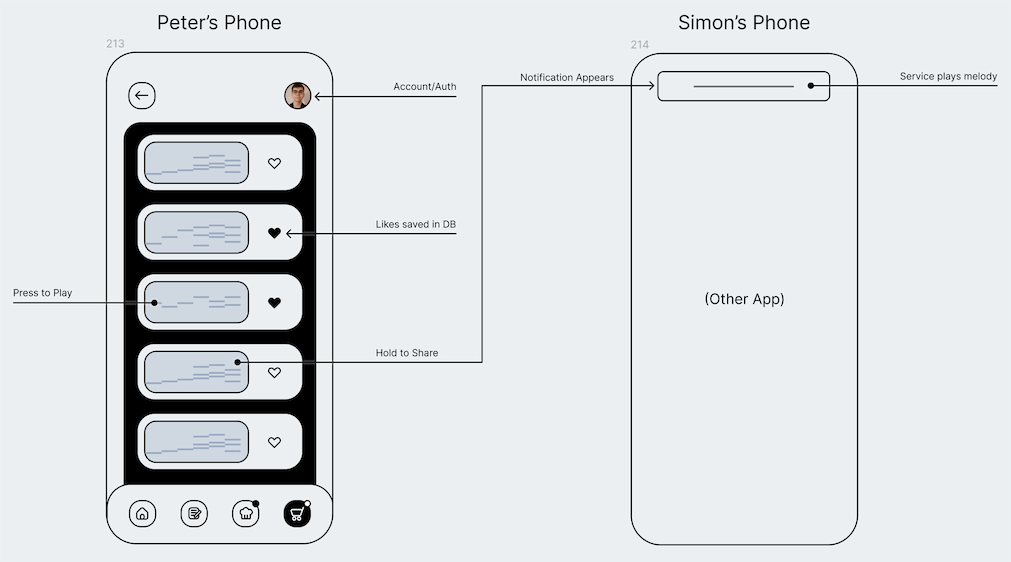 Peter's Phone
Simon's Phone
213
214
Notification Appears
Service plays melody
Account/Auth
Likes saved in DB
Press to Play
(Other App)
Hold to Share